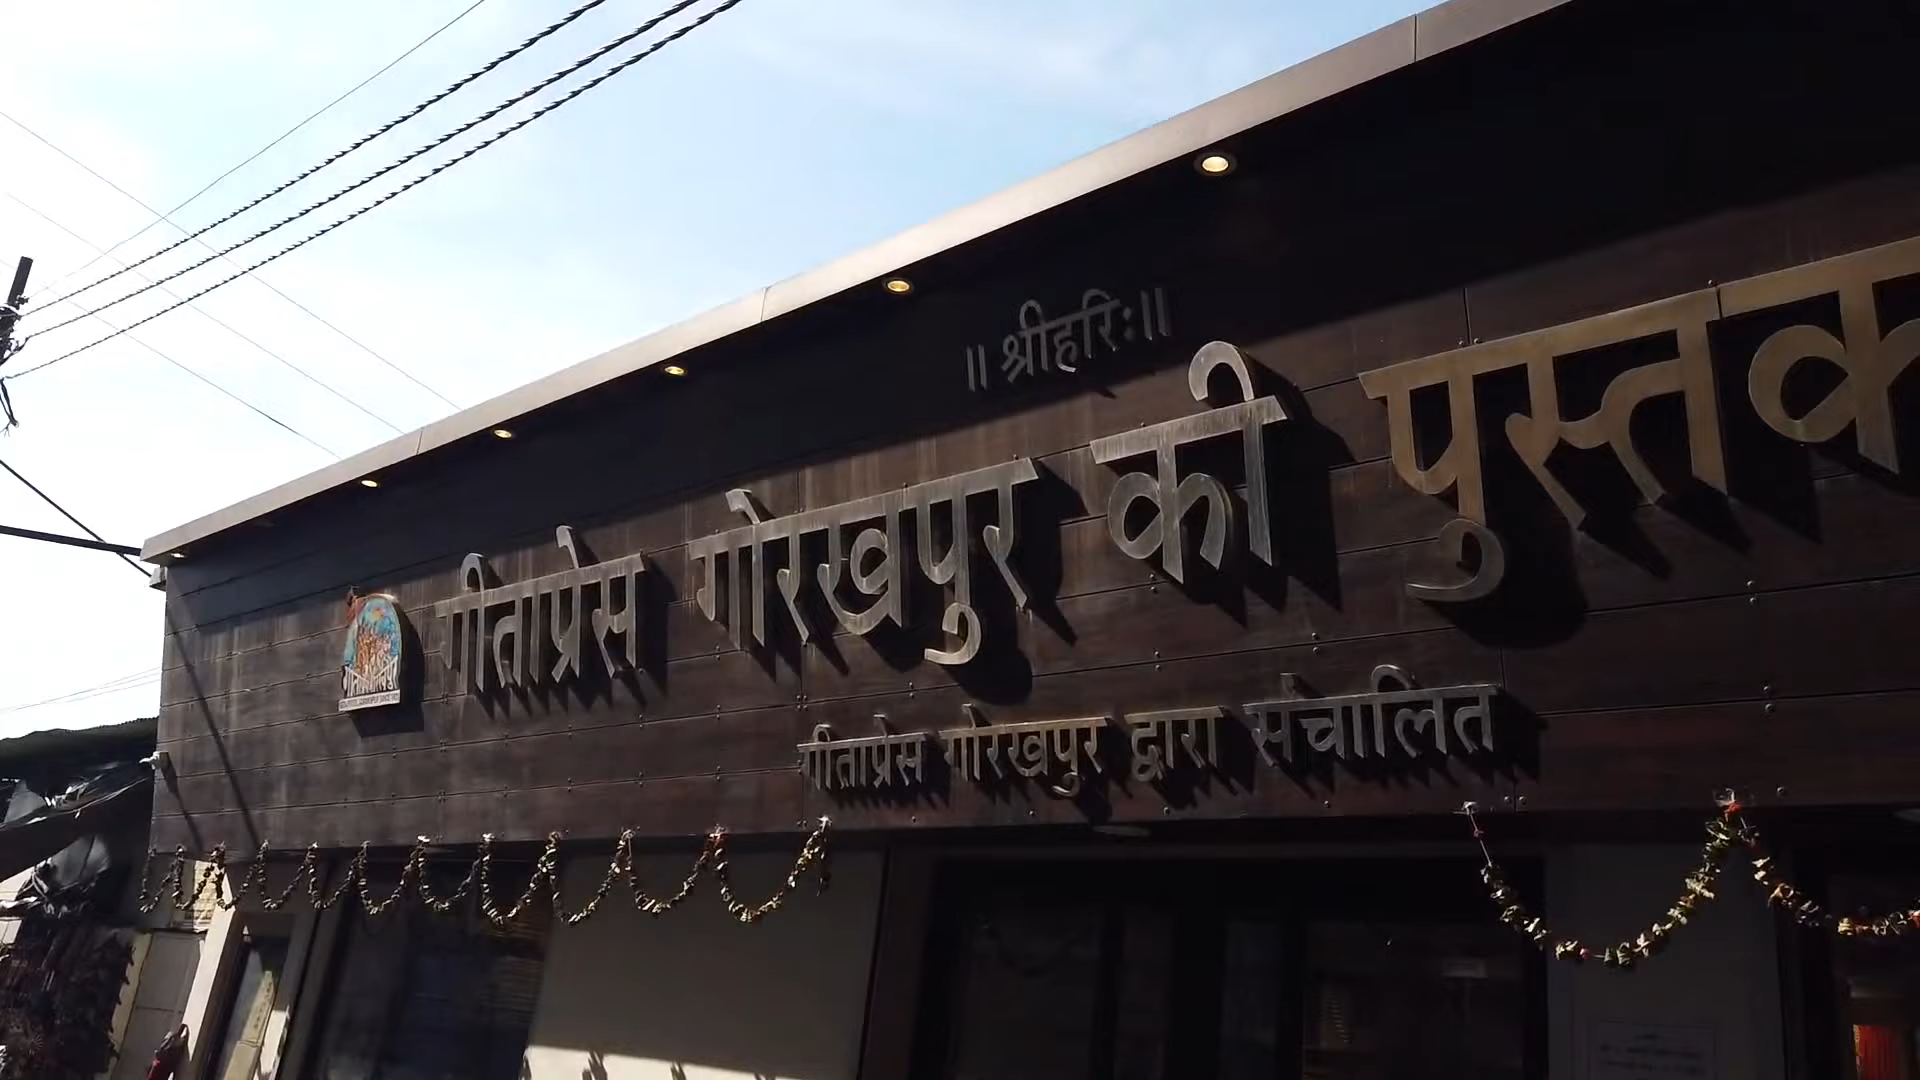 ॥ श्रीहरिः॥
गीताप्रेस गोरखपुर की पुस्तक
गीताप्रेस गोरखपुर द्वारा संचालित